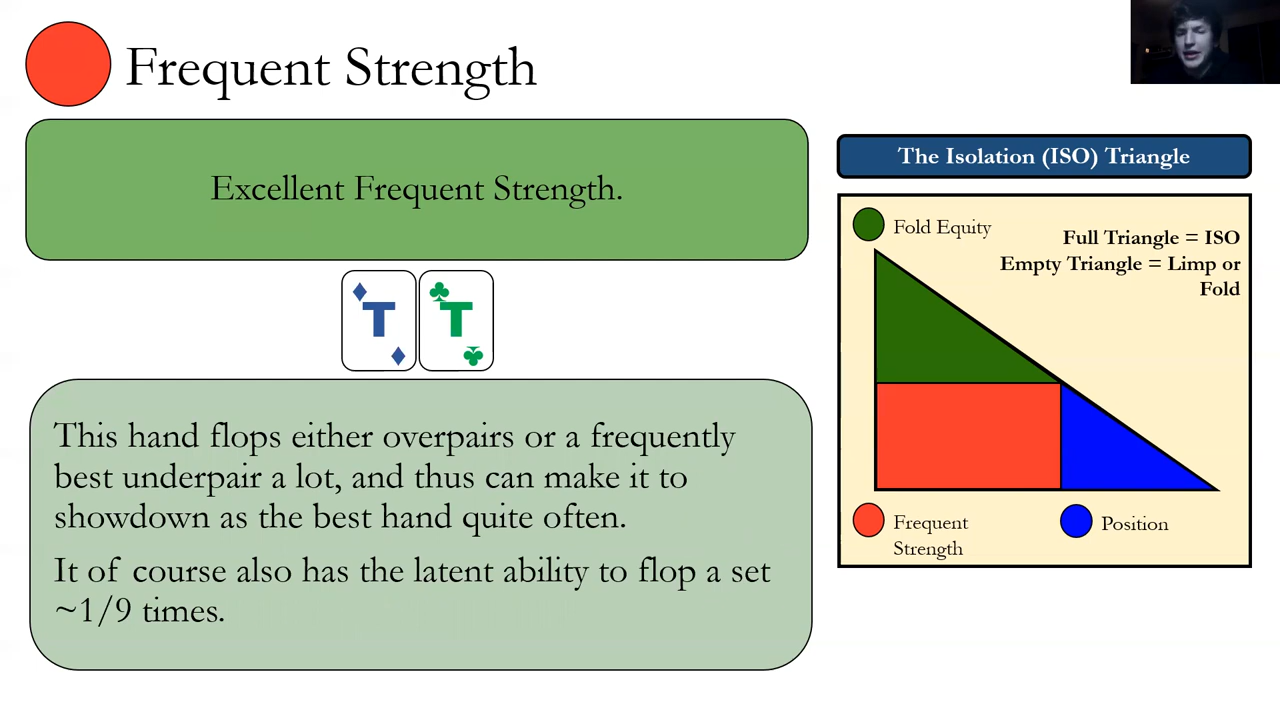 Frequent Strength
Excellent Frequent Strength.
T
T
This hand flops either overpairs or a frequently
best underpair a lot, and thus can make it to
showdown as the best hand quite often.
It of course also has the latent ability to flop a set
~1/9 times.
The Isolation (ISO) Triangle
Fold Equity
Full Triangle = ISO
Empty Triangle = Limp or
Fold
Frequent
Strength
Position